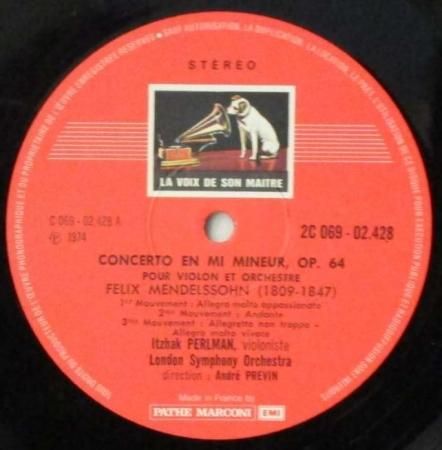 STÉREO
LA VOIX DE SON MAITRE
C 069 - 02.428 A
℗ 1974
2C 069 - 02.428
CONCERTO EN MI MINEUR, OP. 64
POUR VIOLON ET ORCHESTRE
FELIX MENDELSSOHN (1809-1847)
1er Mouvement : Allegro molto appassionato
2me Mouvement : Andante
3me Mouvement : Allegretto non troppo -
Allegro molto vivace
Itzhak PERLMAN, violoniste
London Symphony Orchestra
direction : André PREVIN
Made in France by
PATHE MARCONI EMI